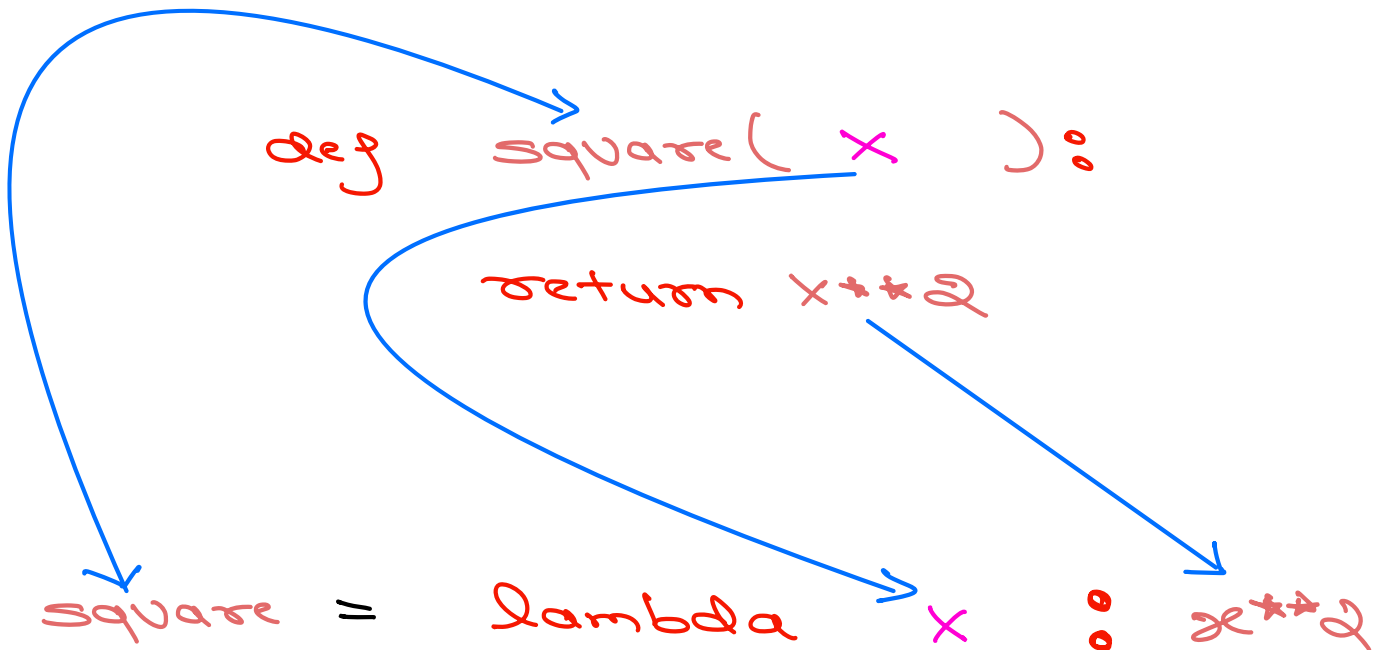 def square( x ):
return x**2
square = lambda x : x**2